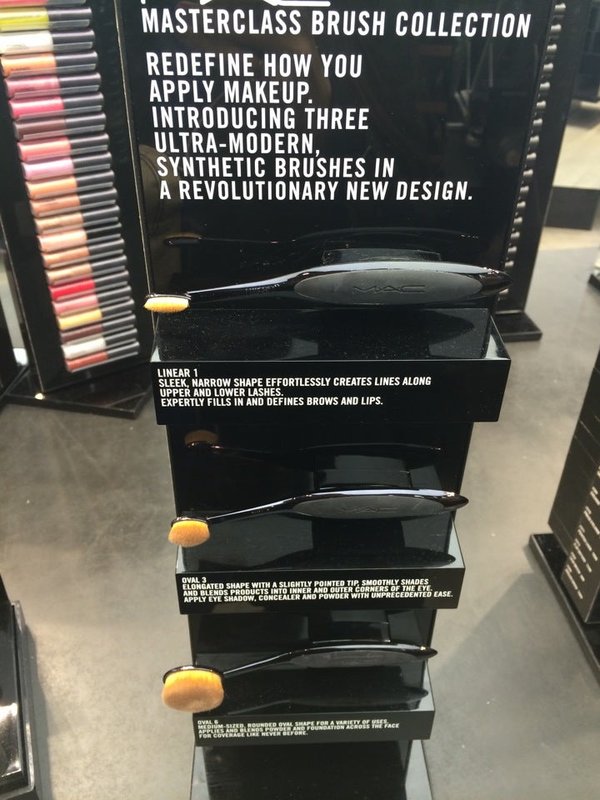 MASTERCLASS BRUSH COLLECTION
REDEFINE HOW YOU
APPLY MAKEUP.
INTRODUCING THREE
ULTRA-MODERN,
SYNTHETIC BRUSHES IN
A REVOLUTIONARY NEW DESIGN.
MAC
LINEAR 1
SLEEK, NARROW SHAPE EFFORTLESSLY CREATES LINES ALONG
UPPER AND LOWER LASHES.
EXPERTLY FILLS IN AND DEFINES BROWS AND LIPS.
OVAL 3
ELONGATED SHAPE WITH A SLIGHTLY POINTED TIP, SMOOTHLY SHADES
AND BLENDS PRODUCTS INTO INNER AND OUTER CORNERS OF THE EYE.
APPLY EYE SHADOW, CONCEALER AND POWDER WITH UNPRECEDENTED EASE.
OVAL 6
MEDIUM-SIZED, ROUNDED OVAL SHAPE FOR A VARIETY OF USES.
APPLIES AND BLENDS POWDER AND FOUNDATION ACROSS THE FACE
FOR COVERAGE LIKE NEVER BEFORE.